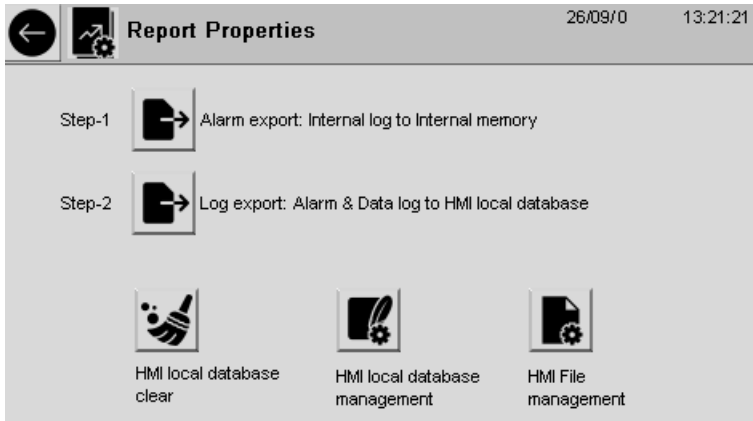 Report Properties
26/09/0 13:21:21
Step-1 Alarm export: Internal log to Internal memory
Step-2 Log export: Alarm & Data log to HMI local database
HMI local database
clear
HMI local database
management
HMI File
management